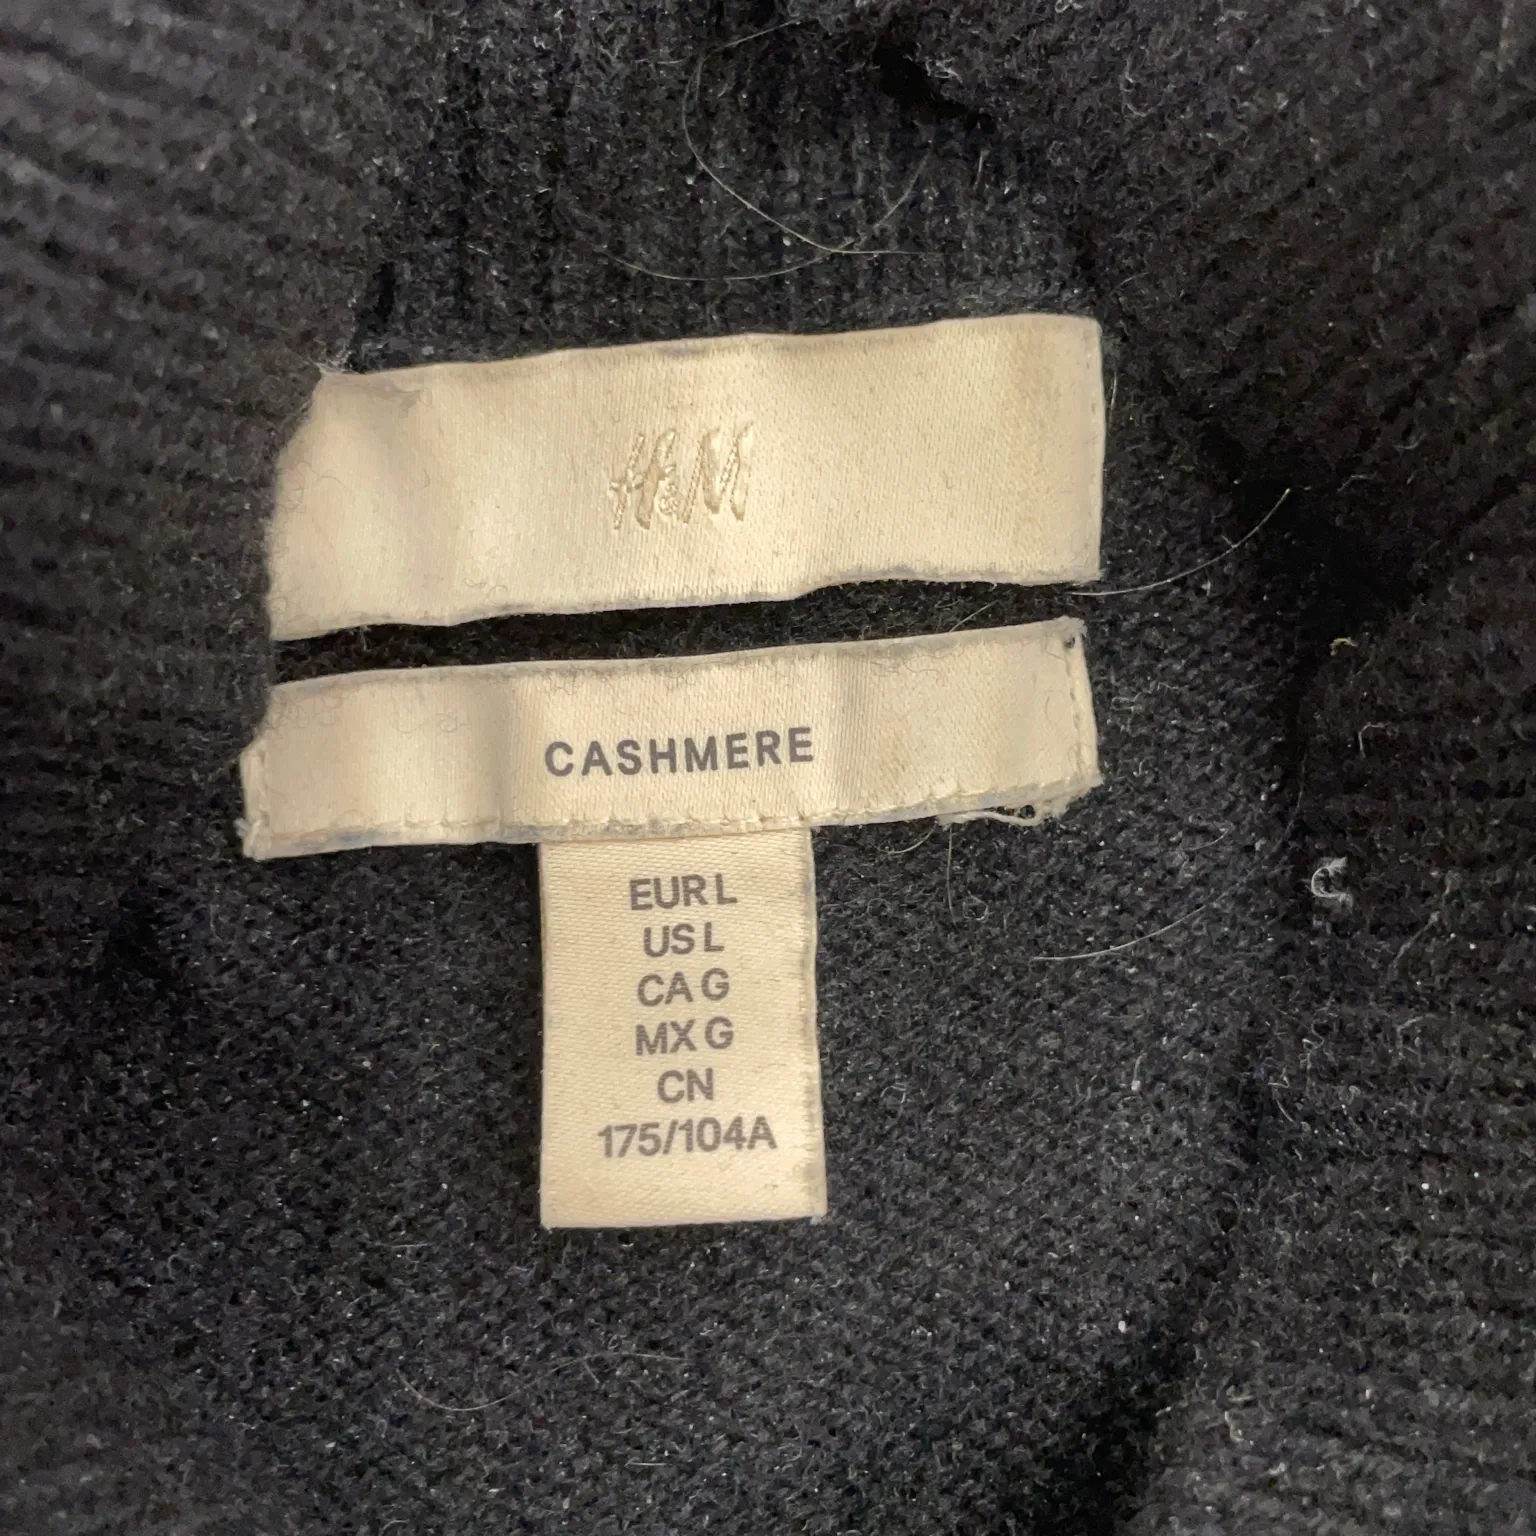 H&M
CASHMERE
EUR L
US L
CA G
MX G
CN
175/104A